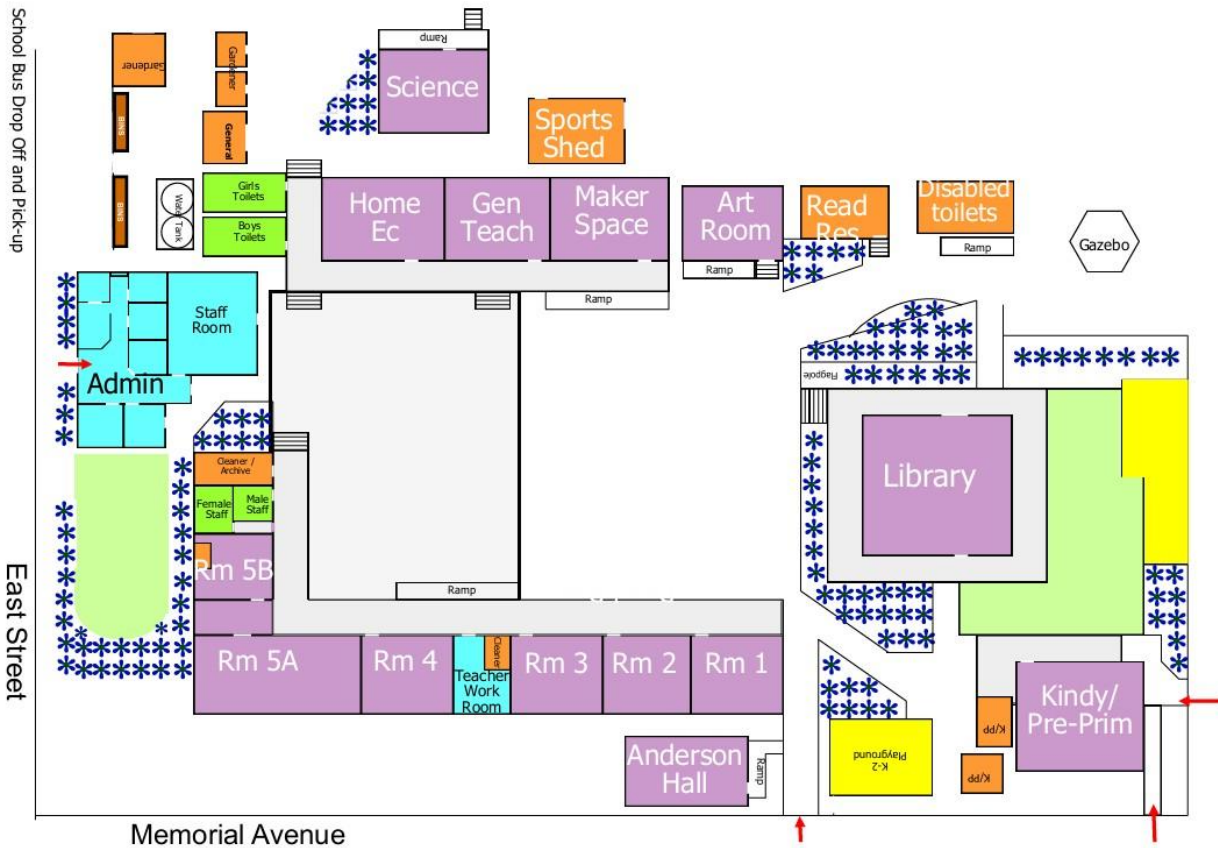 School Bus Drop Off and Pick-up
East Street
Memorial Avenue
Gardener
Gardener
General
BINS
BINS
Water Tank
Girls
Toilets
Boys
Toilets
Ramp
Science
Sports
Shed
Home
Ec
Gen
Teach
Maker
Space
Art
Room
Read
Res
Disabled
toilets
Ramp
Ramp
Ramp
Gazebo
Staff
Room
Admin
Cleaner /
Archive
Female
Staff
Male
Staff
Rm 5B
Ramp
Flagpole
Library
Rm 5A
Rm 4
Cleaner
Teacher
Work
Room
Rm 3
Rm 2
Rm 1
Kindy/
Pre-Prim
K/PP
K/PP
K-2
Playground
Anderson
Hall
Ramp